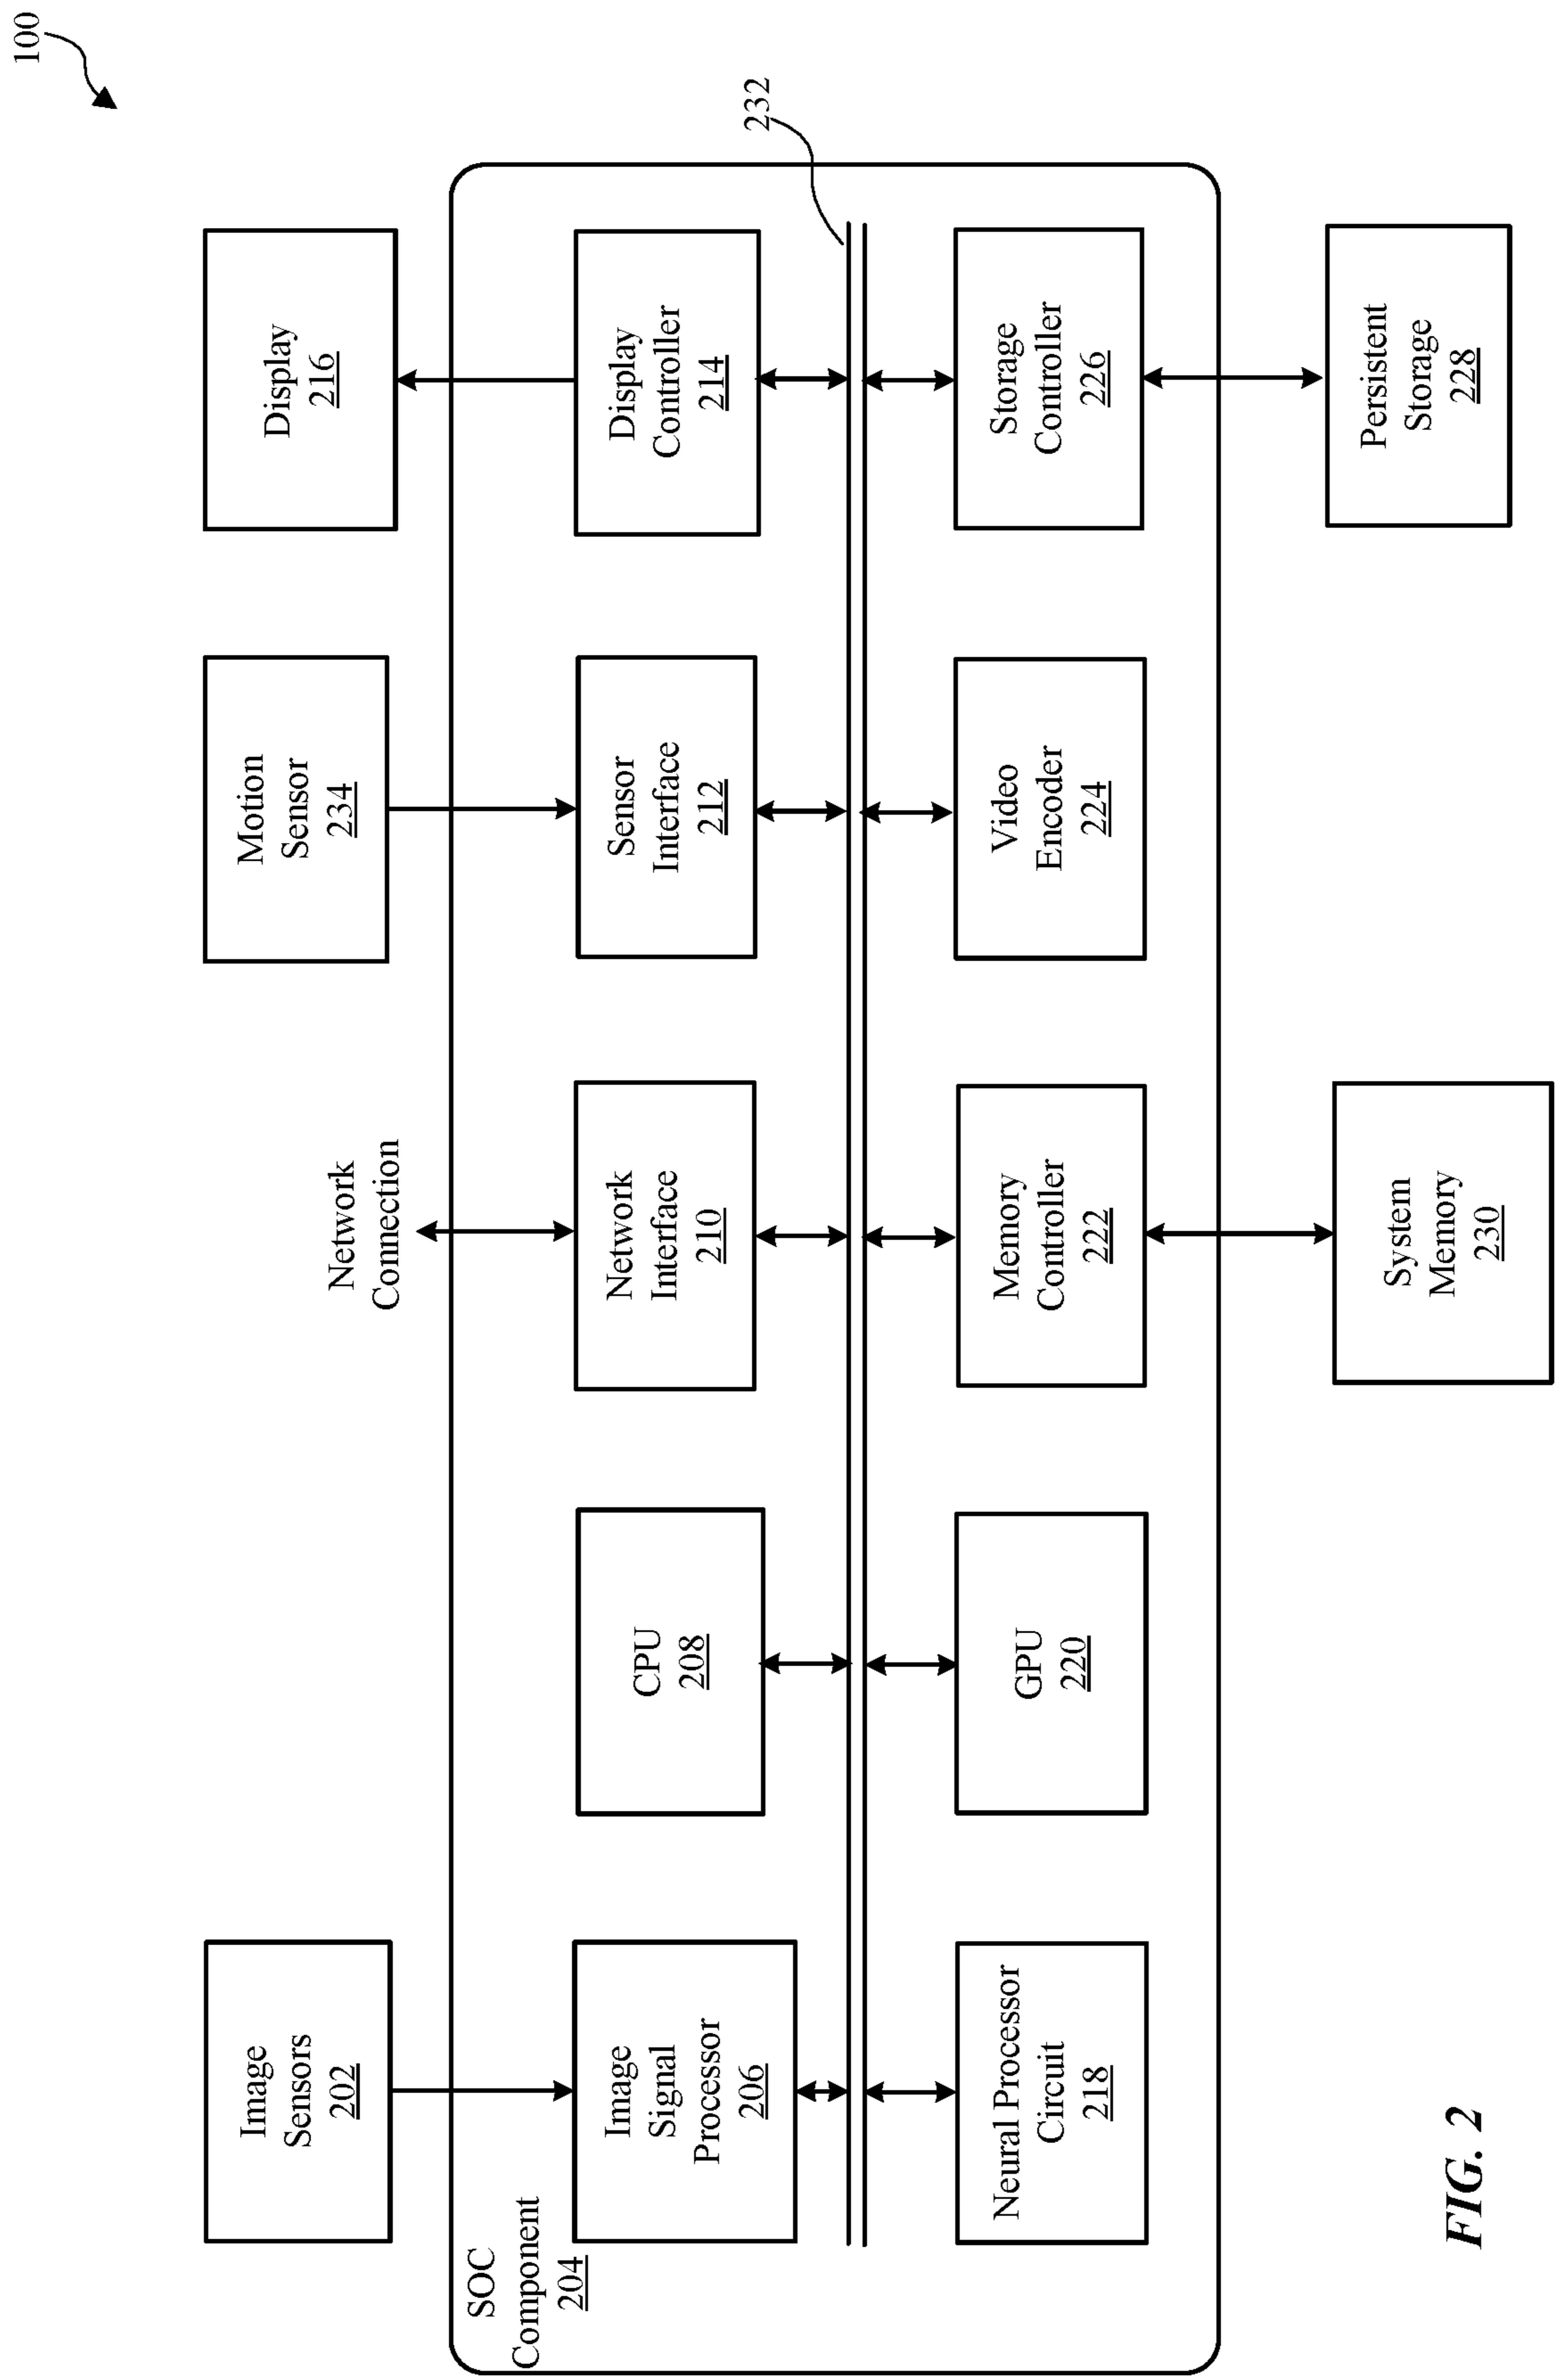 100
Image
Sensors
202
Network
Connection
Motion
Sensor
234
Display
216
SOC
Component
204
Image
Signal
Processor
206
CPU
208
Network
Interface
210
Sensor
Interface
212
Display
Controller
214
232
Neural Processor
Circuit
218
GPU
220
Memory
Controller
222
Video
Encoder
224
Storage
Controller
226
System
Memory
230
Persistent
Storage
228
FIG. 2